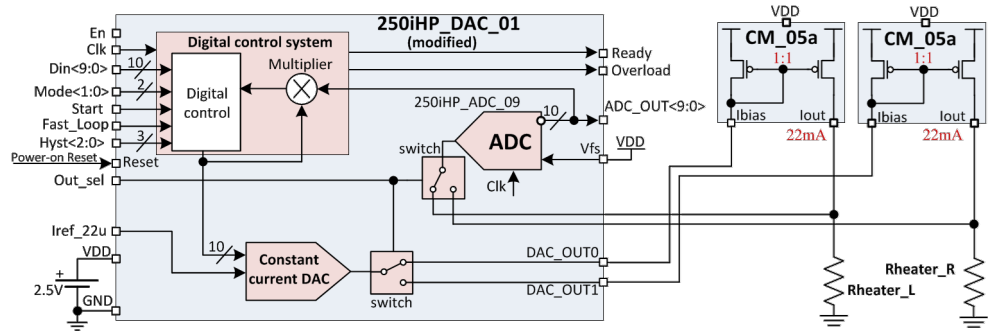 250iHP_DAC_01
(modified)
En
Clk
Din<9:0>
10
Mode<1:0>
2
Start
Fast_Loop
Hyst<2:0>
3
Power-on Reset
Reset
Out_sel
Iref_22u
VDD
+
2.5V
GND
Digital control system
Multiplier
Digital
control
250iHP_ADC_09
10
ADC
switch
Clk
Ready
Overload
ADC_OUT<9:0>
Vfs
VDD
10
Constant
current DAC
switch
DAC_OUT0
DAC_OUT1
VDD
CM_05a
1:1
Ibias
Iout
22mA
VDD
CM_05a
1:1
Ibias
Iout
22mA
Rheater_L
Rheater_R